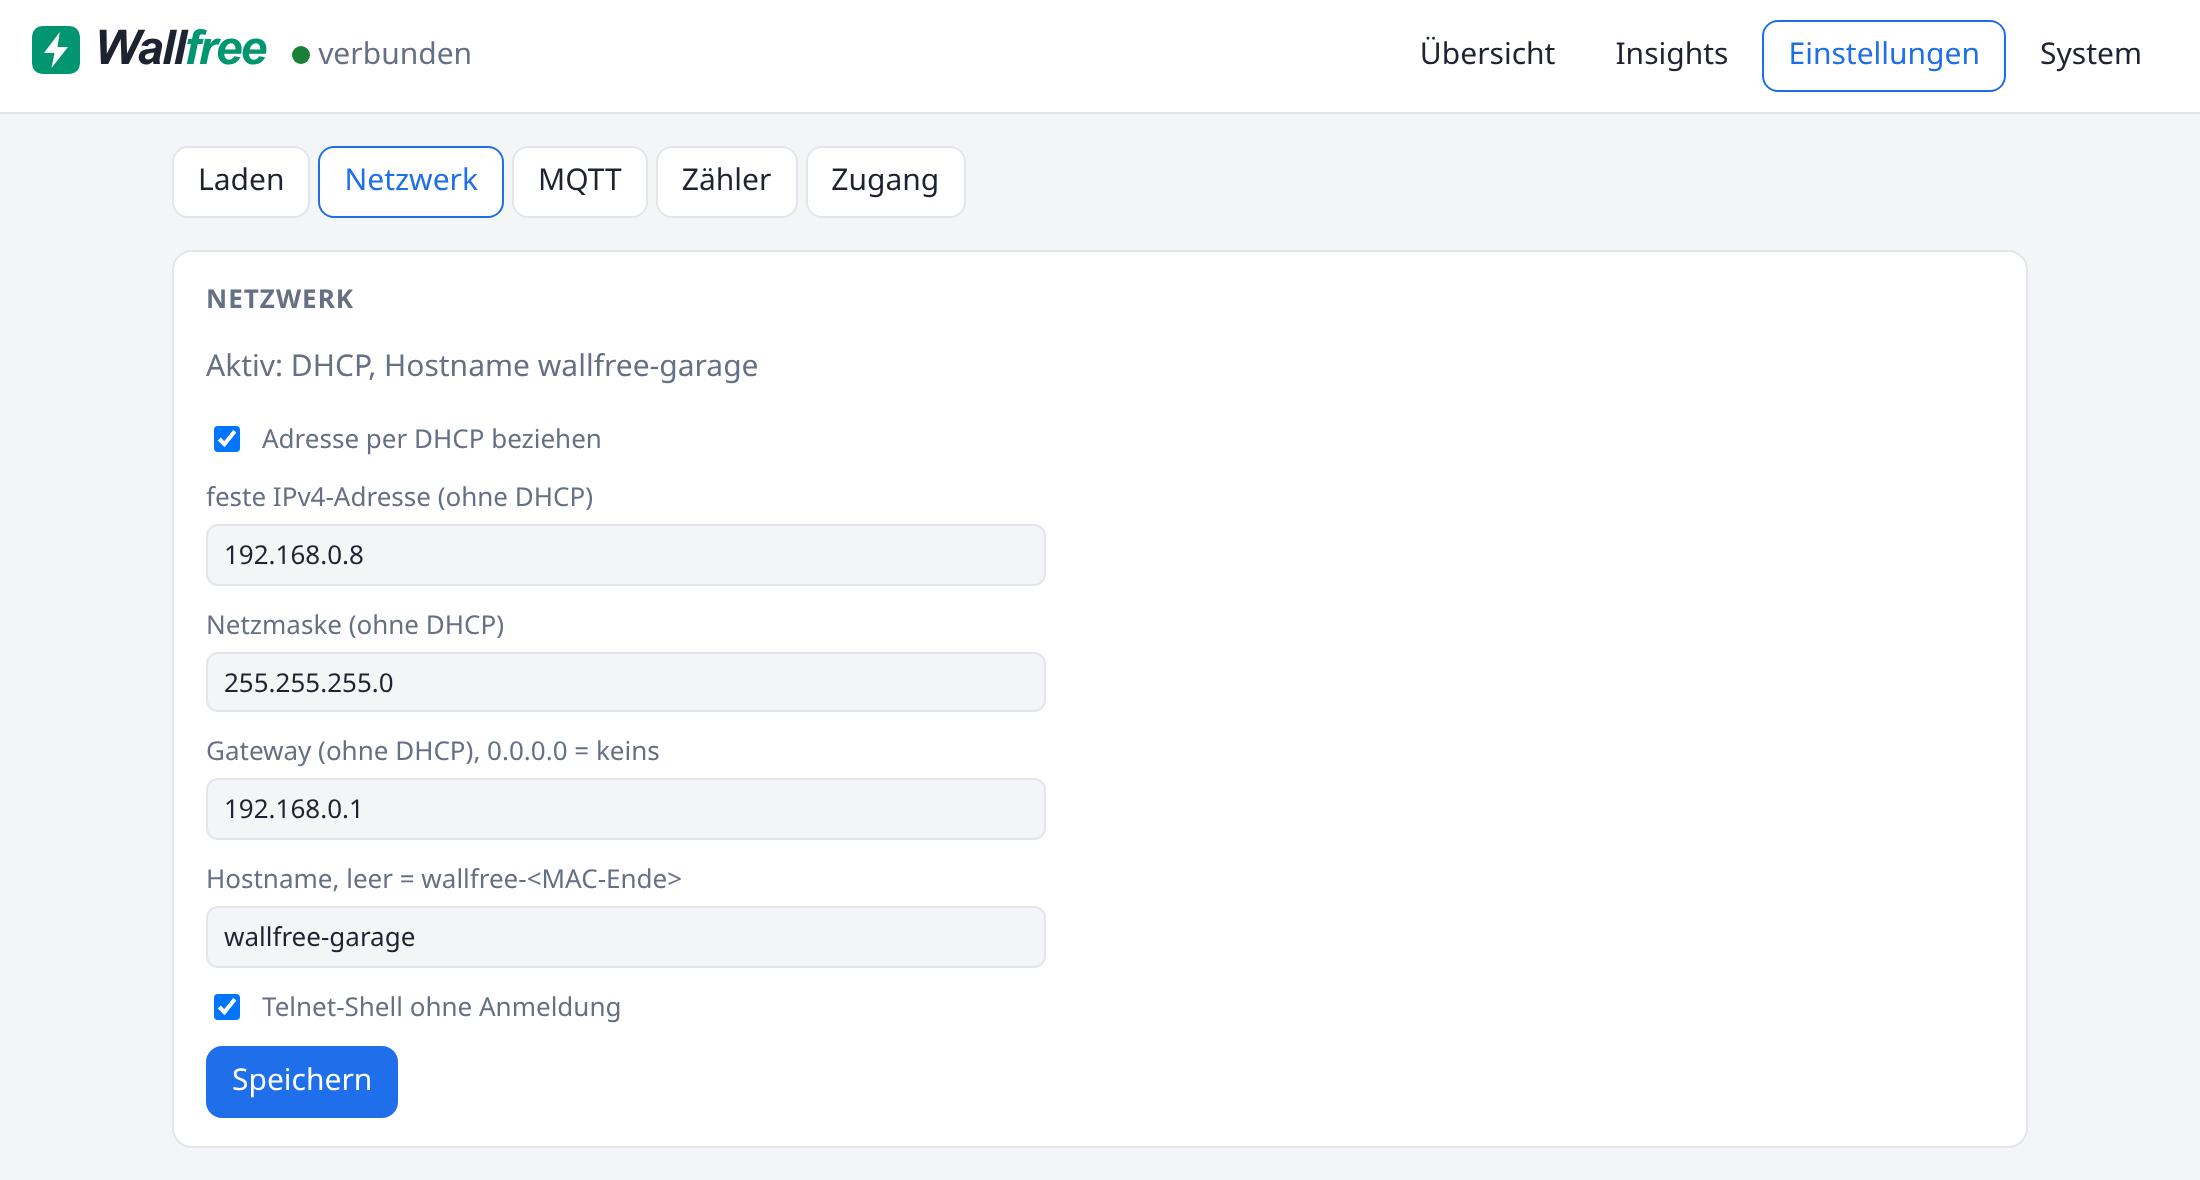 Wallfree verbunden Übersicht Insights Einstellungen System
Laden Netzwerk MQTT Zähler Zugang
NETZWERK
Aktiv: DHCP, Hostname wallfree-garage
Adresse per DHCP beziehen
feste IPv4-Adresse (ohne DHCP)
192.168.0.8
Netzmaske (ohne DHCP)
255.255.255.0
Gateway (ohne DHCP), 0.0.0.0 = keins
192.168.0.1
Hostname, leer = wallfree-<MAC-Ende>
wallfree-garage
Telnet-Shell ohne Anmeldung
Speichern